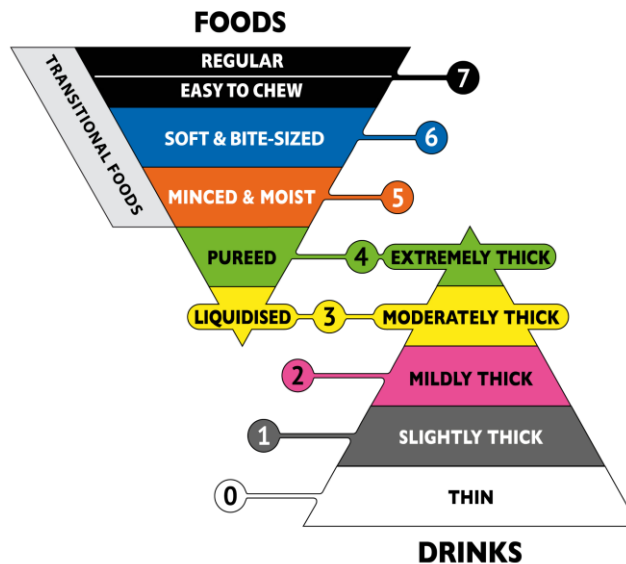 FOODS
TRANSITIONAL FOODS
REGULAR
EASY TO CHEW
7
SOFT & BITE-SIZED
6
MINCED & MOIST
5
PUREED
4
EXTREMELY THICK
LIQUIDISED
3
MODERATELY THICK
2
MILDLY THICK
1
SLIGHTLY THICK
0
THIN
DRINKS